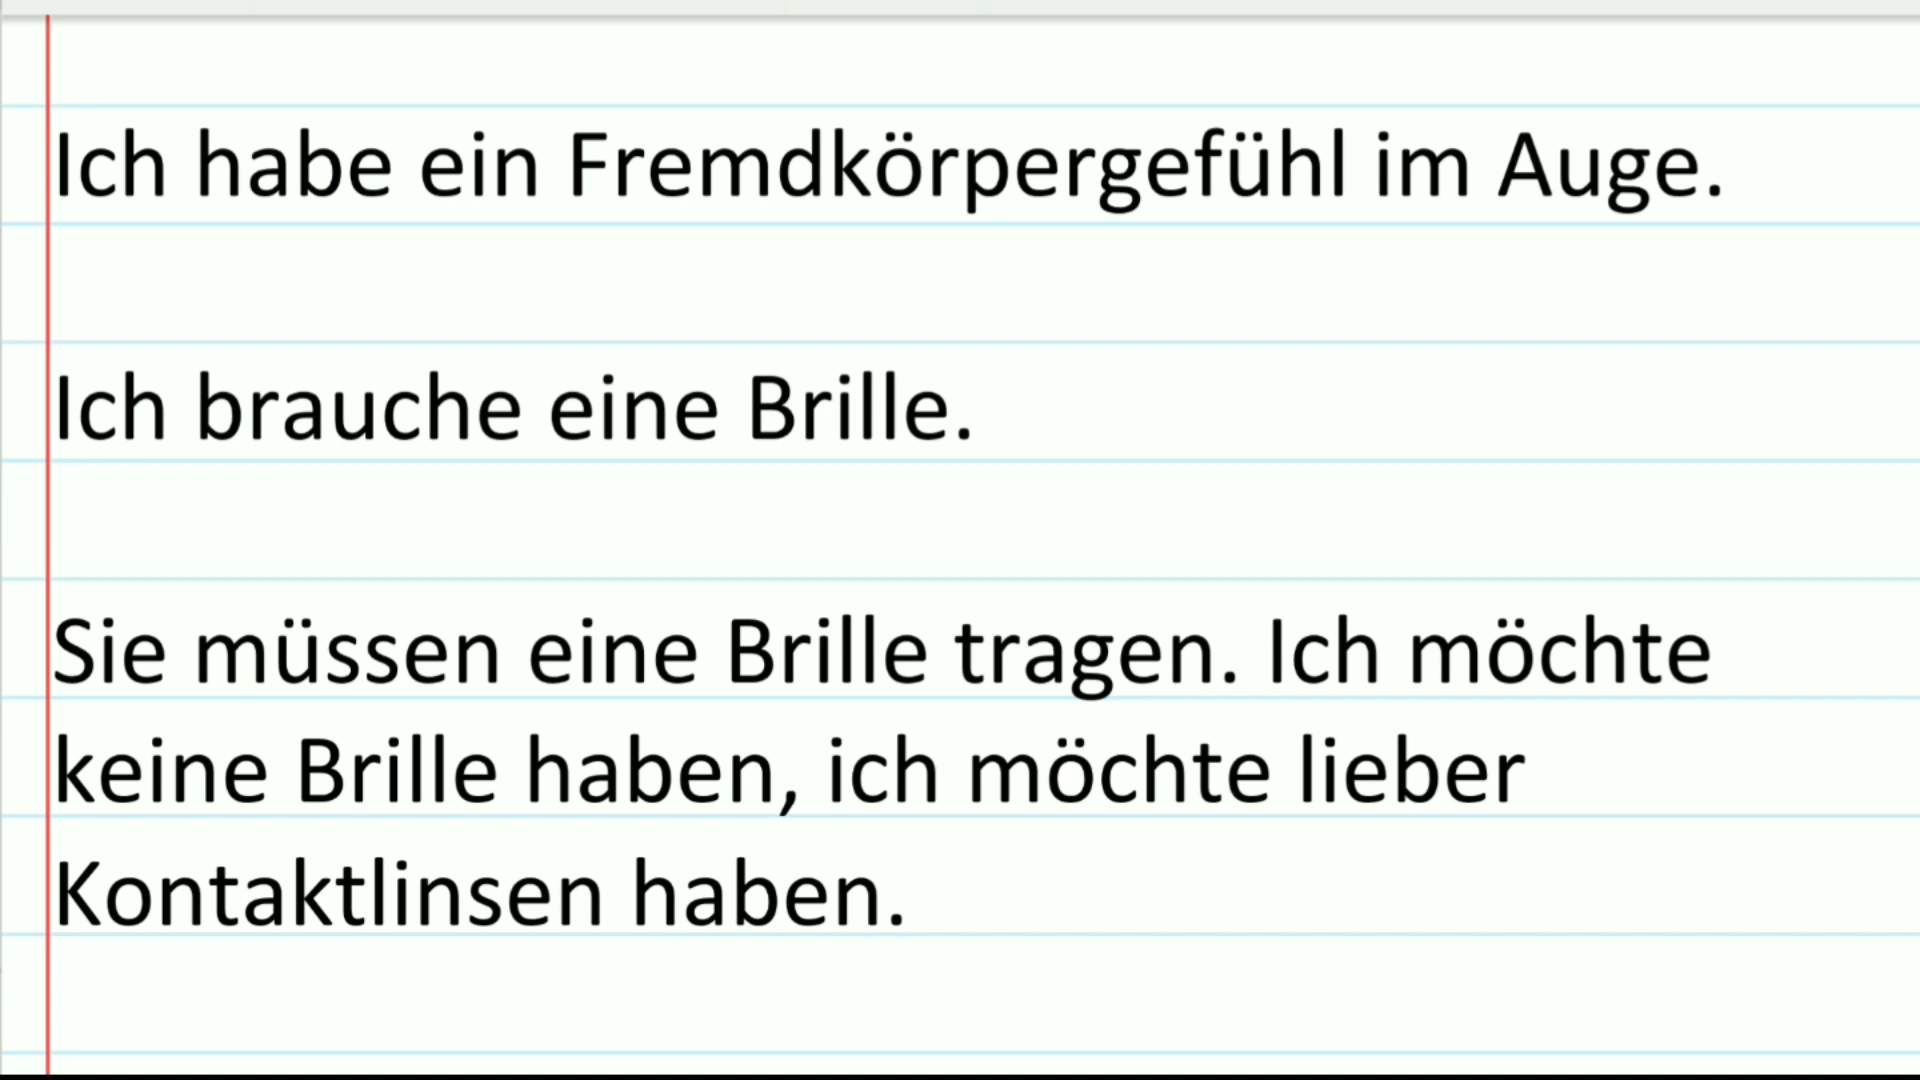 Ich habe ein Fremdkörpergefühl im Auge.
Ich brauche eine Brille.
Sie müssen eine Brille tragen. Ich möchte
keine Brille haben, ich möchte lieber
Kontaktlinsen haben.